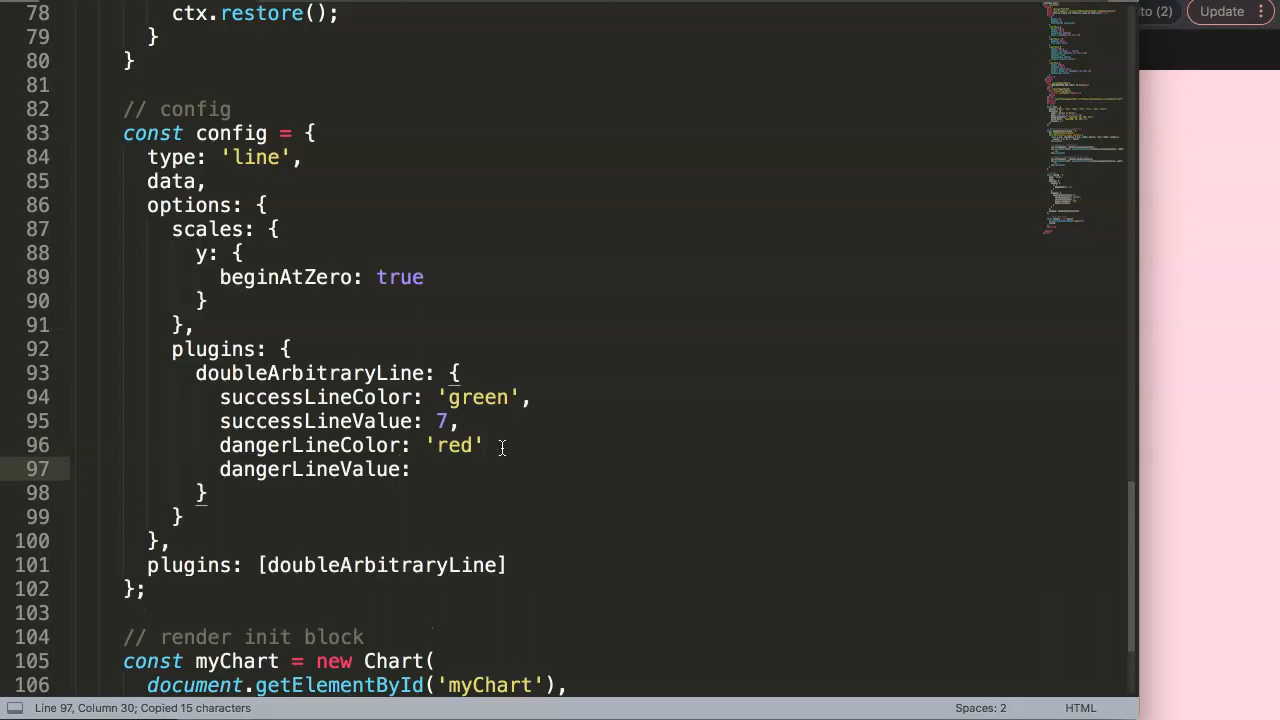 78 ctx.restore();
79 }
80 }
81
82 // config
83 const config = {
84 type: 'line',
85 data,
86 options: {
87 scales: {
88 y: {
89 beginAtZero: true
90 }
91 },
92 plugins: {
93 doubleArbitraryLine: {
94 successLineColor: 'green',
95 successLineValue: 7,
96 dangerLineColor: 'red'
97 dangerLineValue:
98 }
99 }
100 },
101 plugins: [doubleArbitraryLine]
102 };
103
104 // render init block
105 const myChart = new Chart(
106 document.getElementById('myChart'),
to (2) Update
Line 97, Column 30; Copied 15 characters Spaces: 2 HTML